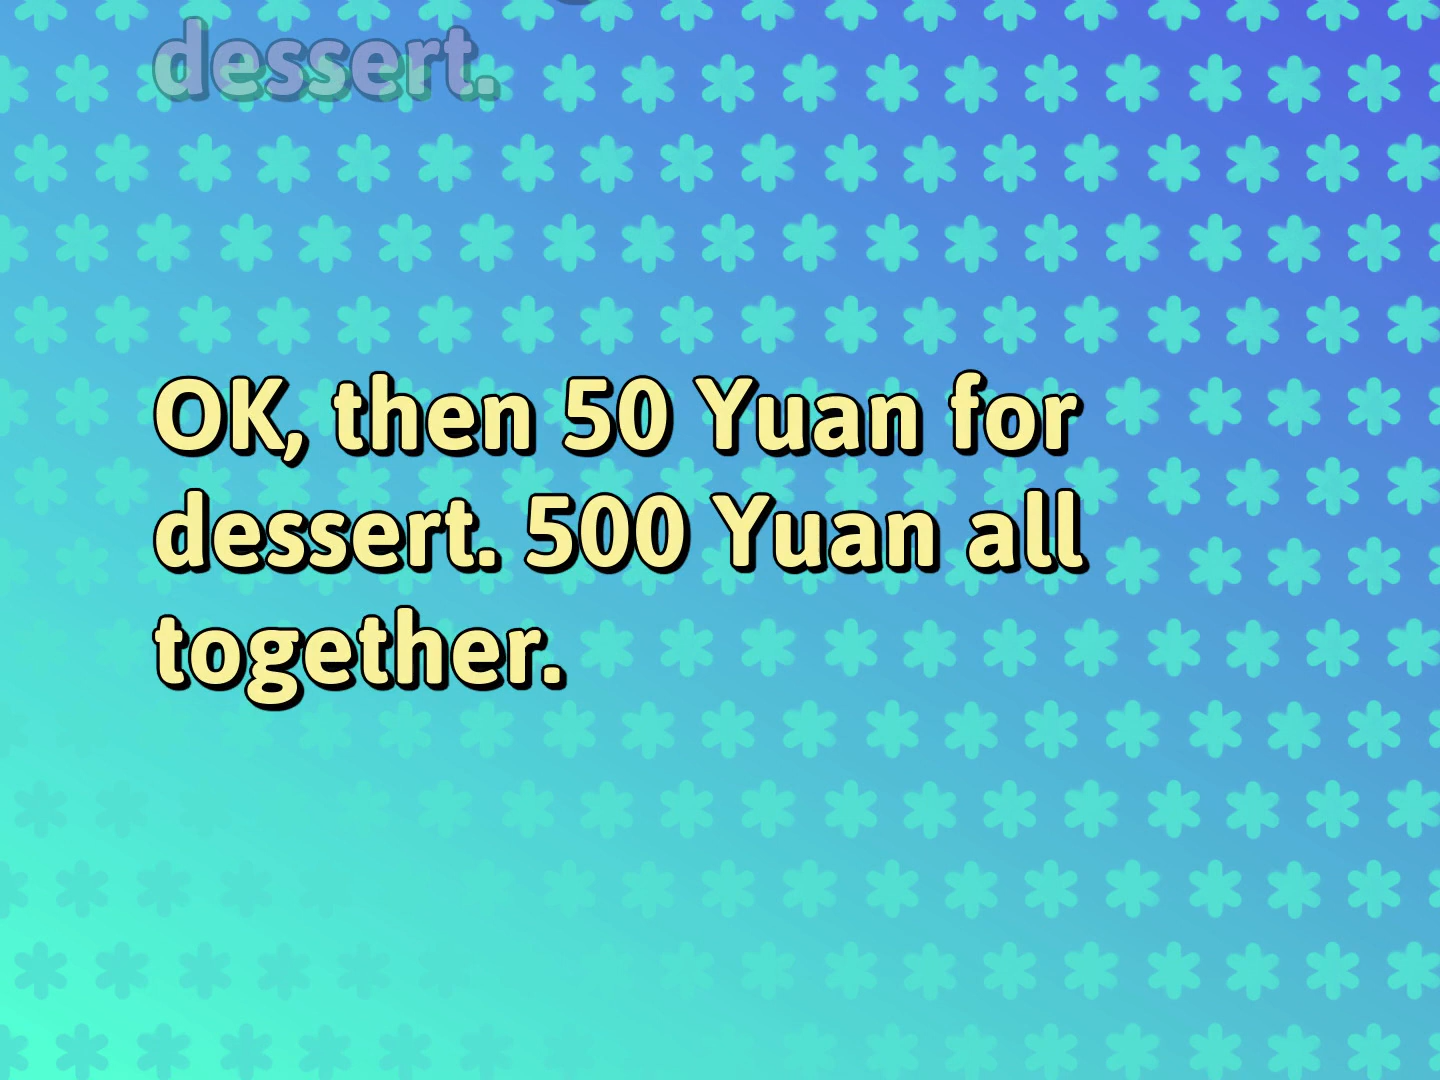 dessert.
OK, then 50 Yuan for
dessert. 500 Yuan all
together.